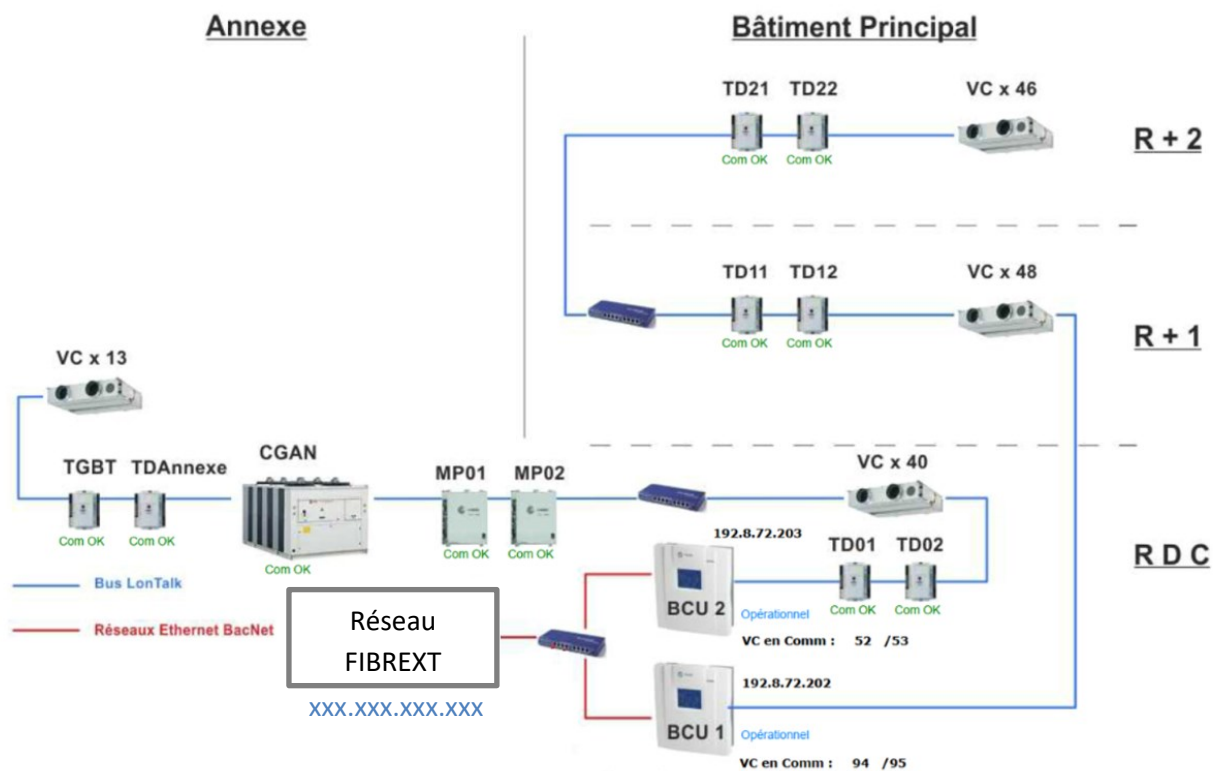 Annexe
Bâtiment Principal
TD21 TD22 VC x 46
Com OK Com OK
R + 2
TD11 TD12 VC x 48
Com OK Com OK
R + 1
VC x 13
TGBT TDAnnexe CGAN MP01 MP02 VC x 40
Com OK Com OK Com OK Com OK Com OK
192.8.72.203
TD01 TD02
Com OK Com OK
R D C
Bus LonTalk
Réseaux Ethernet BacNet
Réseau
FIBREXT
xxx.xxx.xxx.xxx
BCU 2
Opérationnel
VC en Comm : 52 /53
192.8.72.202
BCU 1
Opérationnel
VC en Comm : 94 /95